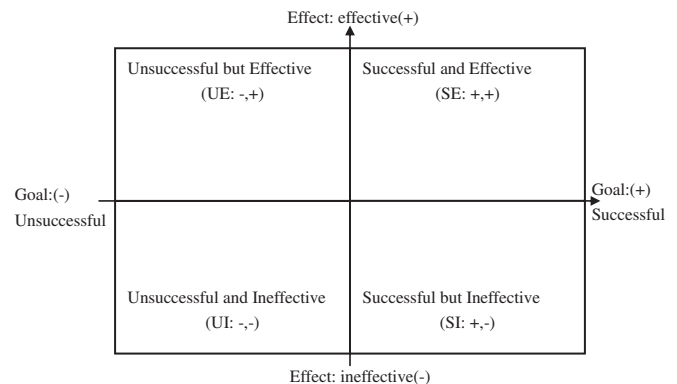 Effect: effective(+)
Unsuccessful but Effective
(UE: -,+)
Successful and Effective
(SE: +,+)
Goal:(-)
Unsuccessful
Goal:(+)
Successful
Unsuccessful and Ineffective
(UI: -,-)
Successful but Ineffective
(SI: +,-)
Effect: ineffective(-)